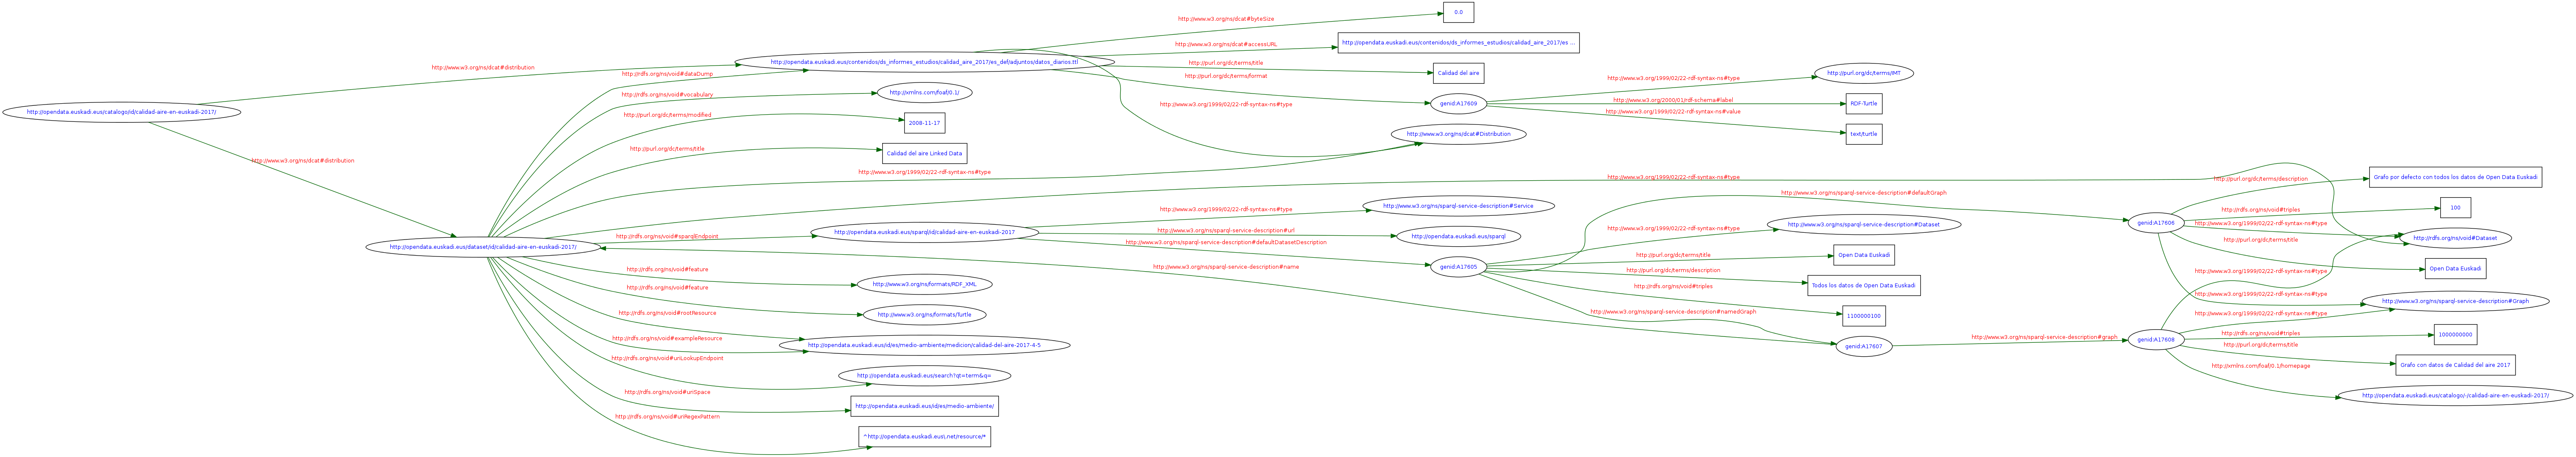 http://www.w3.org/ns/dcat#byteSize
0.0
http://www.w3.org/ns/dcat#accessURL
http://opendata.euskadi.eus/contenidos/ds_informes_estudios/calidad_aire_2017/es ...
http://www.w3.org/ns/dcat#distribution
http://opendata.euskadi.eus/contenidos/ds_informes_estudios/calidad_aire_2017/es_def/adjuntos/datos_diarios.ttl
http://purl.org/dc/terms/title
Calidad del aire
http://rdfs.org/ns/void#dataDump
http://purl.org/dc/terms/format
http://www.w3.org/1999/02/22-rdf-syntax-ns#type
http://purl.org/dc/terms/IMT
http://rdfs.org/ns/void#vocabulary
http://xmlns.com/foaf/0.1/
http://www.w3.org/1999/02/22-rdf-syntax-ns#type
genid:A17609
http://www.w3.org/2000/01/rdf-schema#label
RDF-Turtle
http://opendata.euskadi.eus/catalogo/id/calidad-aire-en-euskadi-2017/
http://purl.org/dc/terms/modified
2008-11-17
http://www.w3.org/1999/02/22-rdf-syntax-ns#value
text/turtle
http://www.w3.org/ns/dcat#Distribution
http://www.w3.org/ns/dcat#distribution
http://purl.org/dc/terms/title
Calidad del aire Linked Data
http://www.w3.org/1999/02/22-rdf-syntax-ns#type
http://www.w3.org/1999/02/22-rdf-syntax-ns#type
http://purl.org/dc/terms/description
Grafo por defecto con todos los datos de Open Data Euskadi
http://www.w3.org/ns/sparql-service-description#defaultGraph
http://www.w3.org/1999/02/22-rdf-syntax-ns#type
http://www.w3.org/ns/sparql-service-description#Service
http://rdfs.org/ns/void#triples
100
http://opendata.euskadi.eus/dataset/id/calidad-aire-en-euskadi-2017/
http://rdfs.org/ns/void#sparqlEndpoint
http://opendata.euskadi.eus/sparql/id/calidad-aire-en-euskadi-2017
http://www.w3.org/ns/sparql-service-description#url
http://opendata.euskadi.eus/sparql
http://www.w3.org/1999/02/22-rdf-syntax-ns#type
http://www.w3.org/ns/sparql-service-description#Dataset
genid:A17606
http://www.w3.org/1999/02/22-rdf-syntax-ns#type
http://rdfs.org/ns/void#Dataset
http://www.w3.org/ns/sparql-service-description#defaultDatasetDescription
http://purl.org/dc/terms/title
Open Data Euskadi
http://purl.org/dc/terms/title
Open Data Euskadi
http://rdfs.org/ns/void#feature
http://www.w3.org/ns/formats/RDF_XML
http://www.w3.org/ns/sparql-service-description#name
genid:A17605
http://purl.org/dc/terms/description
Todos los datos de Open Data Euskadi
http://www.w3.org/1999/02/22-rdf-syntax-ns#type
http://rdfs.org/ns/void#feature
http://www.w3.org/ns/formats/Turtle
http://rdfs.org/ns/void#triples
1100000100
http://www.w3.org/1999/02/22-rdf-syntax-ns#type
http://www.w3.org/ns/sparql-service-description#Graph
http://rdfs.org/ns/void#rootResource
http://www.w3.org/ns/sparql-service-description#namedGraph
http://www.w3.org/1999/02/22-rdf-syntax-ns#type
http://rdfs.org/ns/void#exampleResource
http://opendata.euskadi.eus/id/es/medio-ambiente/medicion/calidad-del-aire-2017-4-5
genid:A17607
http://www.w3.org/ns/sparql-service-description#graph
genid:A17608
http://rdfs.org/ns/void#triples
1000000000
http://rdfs.org/ns/void#uriLookupEndpoint
http://opendata.euskadi.eus/search?qt=term&q=
http://purl.org/dc/terms/title
Grafo con datos de Calidad del aire 2017
http://rdfs.org/ns/void#uriSpace
http://opendata.euskadi.eus/id/es/medio-ambiente/
http://xmlns.com/foaf/0.1/homepage
http://opendata.euskadi.eus/catalogo/-/calidad-aire-en-euskadi-2017/
http://rdfs.org/ns/void#uriRegexPattern
^http://opendata.euskadi.eus\.net/resource/*